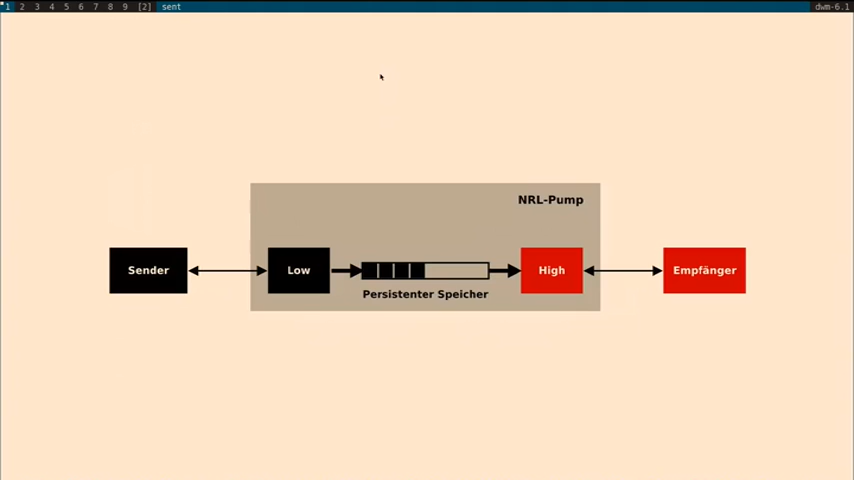 1 2 3 4 5 6 7 8 9 [2] sent dwm-6.1
NRL-Pump
Sender Low High Empfänger
Persistenter Speicher